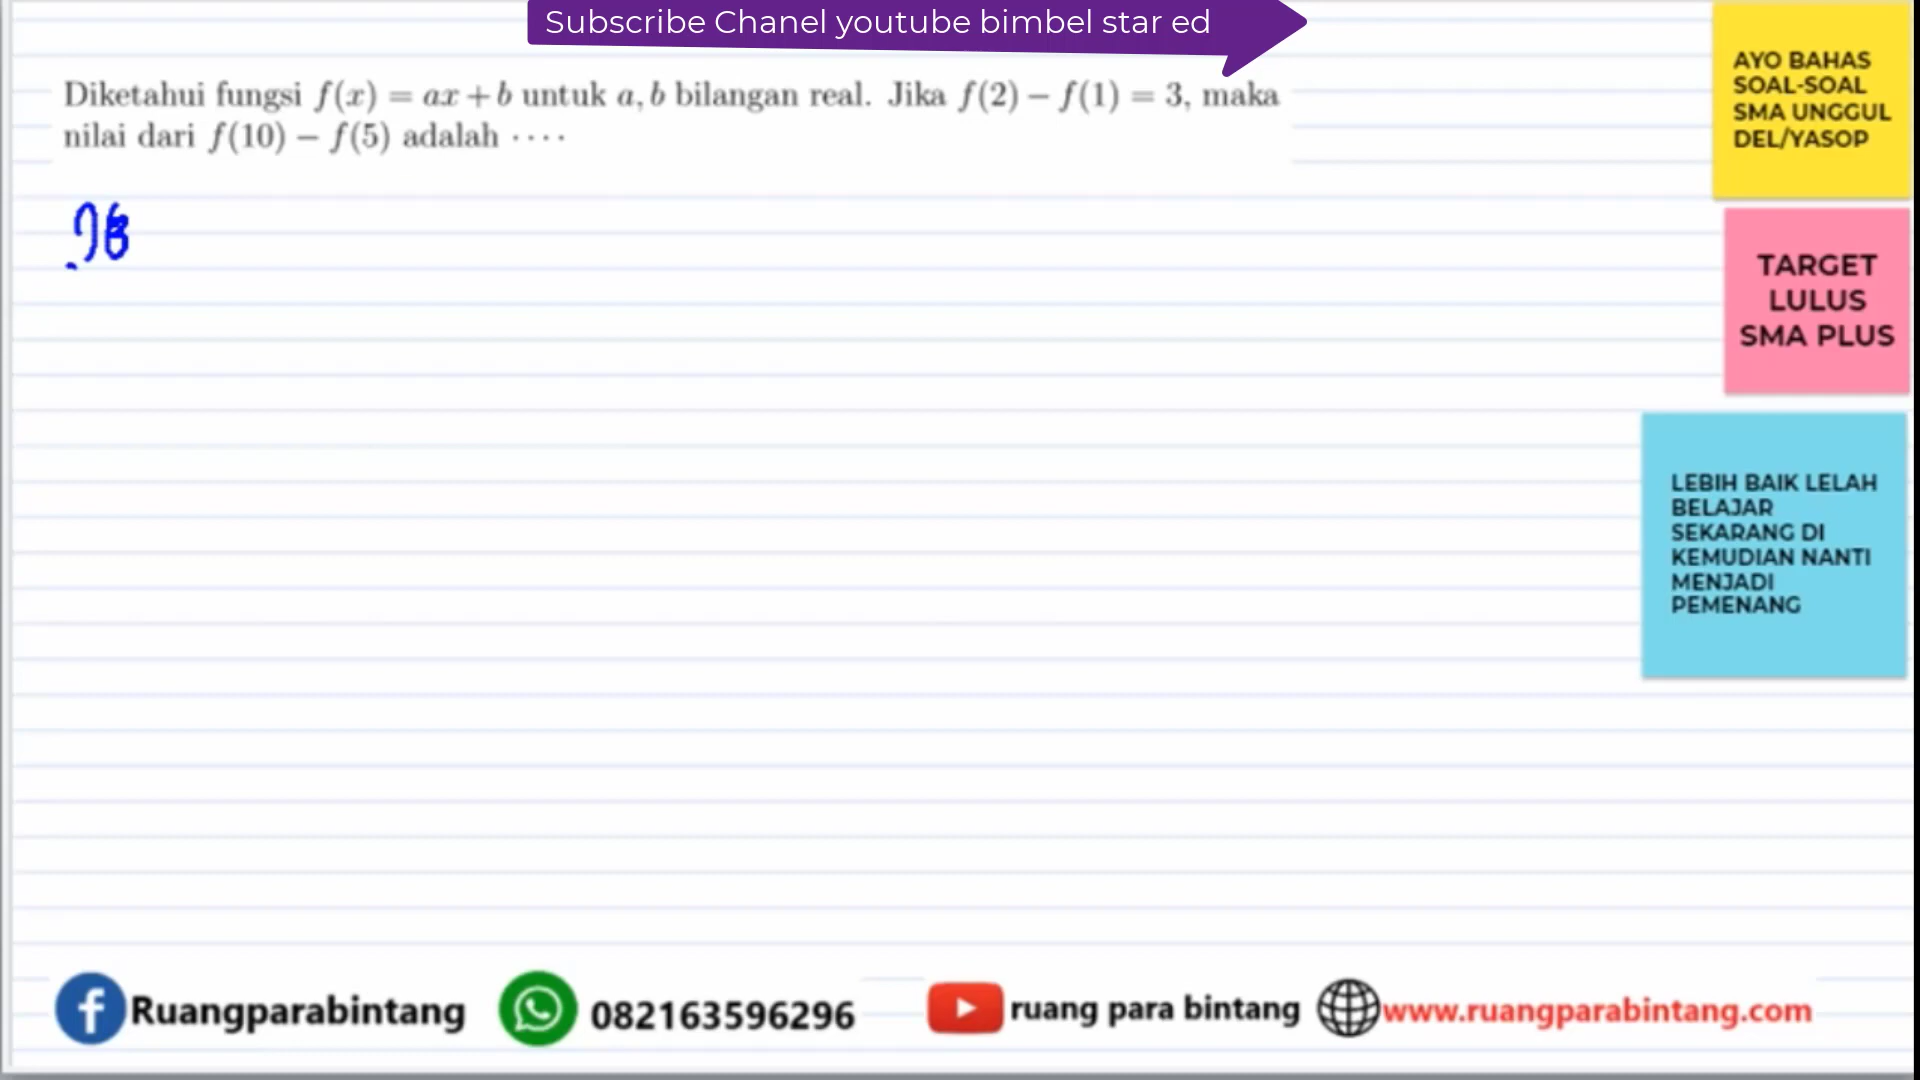 Subscribe Chanel youtube bimbel star ed
Diketahui fungsi f(x) = ax + b untuk a, b bilangan real. Jika f(2) − f(1) = 3, maka
nilai dari f(10) − f(5) adalah ····
AYO BAHAS
SOAL-SOAL
SMA UNGGUL
DEL/YASOP
TARGET
LULUS
SMA PLUS
LEBIH BAIK LELAH
BELAJAR
SEKARANG DI
KEMUDIAN NANTI
MENJADI
PEMENANG
Ruangparabintang
082163596296
ruang para bintang
www.ruangparabintang.com